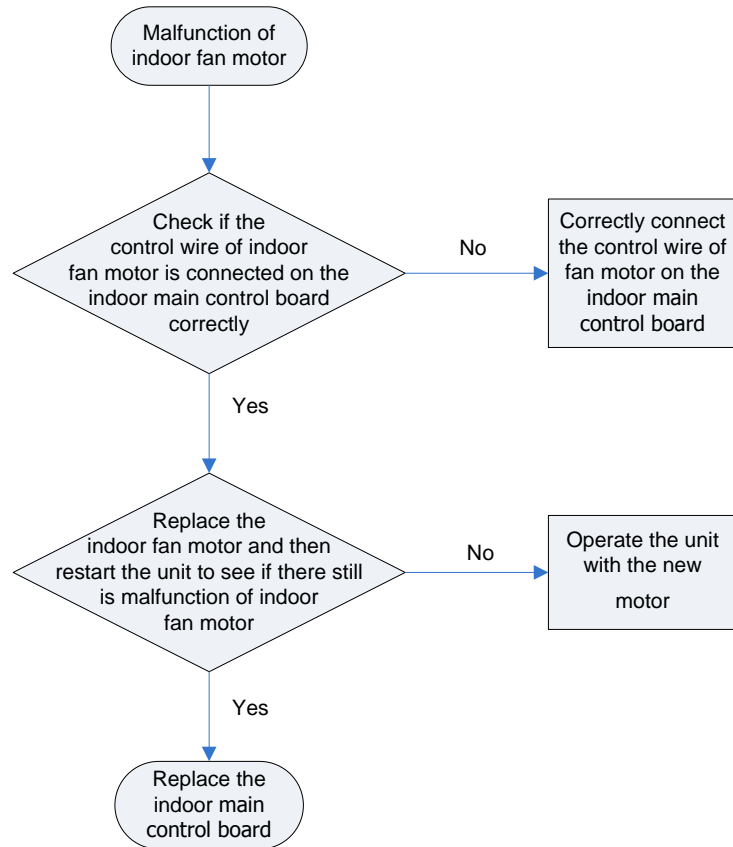 Malfunction of
indoor fan motor
Check if the
control wire of indoor
fan motor is connected on the
indoor main control board
correctly
No
Correctly connect
the control wire of
fan motor on the
indoor main
control board
Yes
Replace the
indoor fan motor and then
restart the unit to see if there still
is malfunction of indoor
fan motor
No
Operate the unit
with the new
motor
Yes
Replace the
indoor main
control board